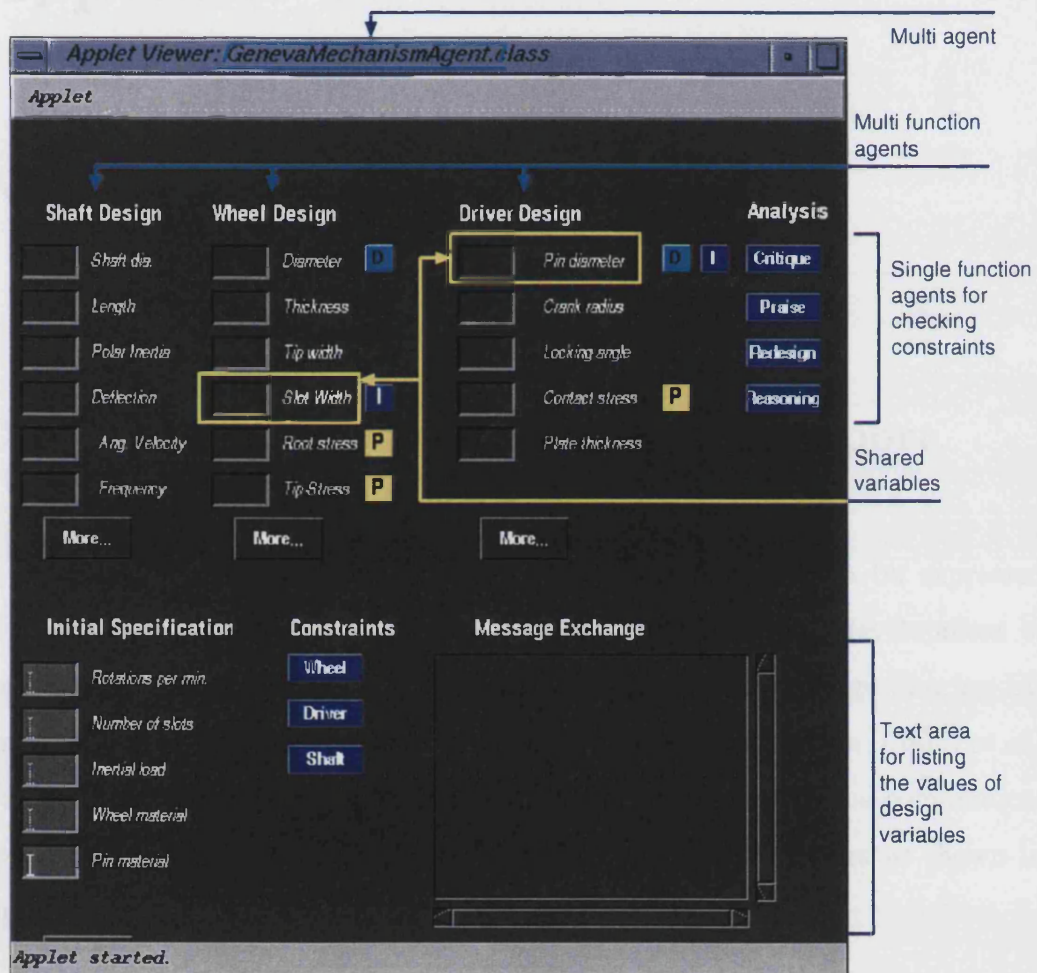 Multi agent
Applet Viewer: GenevaMechanismAgent.class
Applet
Multi function
agents
Shaft Design
Shaft dia.
Length
Polar Inertia
Deflection
Ang. Velocity
Frequency
More...
Wheel Design
Diameter D
Thickness
Tip width
Slot Width I
Root stress P
Tip-Stress P
More...
Driver Design
Pin diameter D I
Crank radius
Locking angle
Contact stress P
Plate thickness
More...
Analysis
Critique
Praise
Redesign
Reasoning
Single function
agents for
checking
constraints
Shared
variables
Initial Specification
Rotations per min.
Number of slots
Inertial load
Wheel material
Pin material
Constraints
Wheel
Driver
Shaft
Message Exchange
Text area
for listing
the values of
design
variables
Applet started.